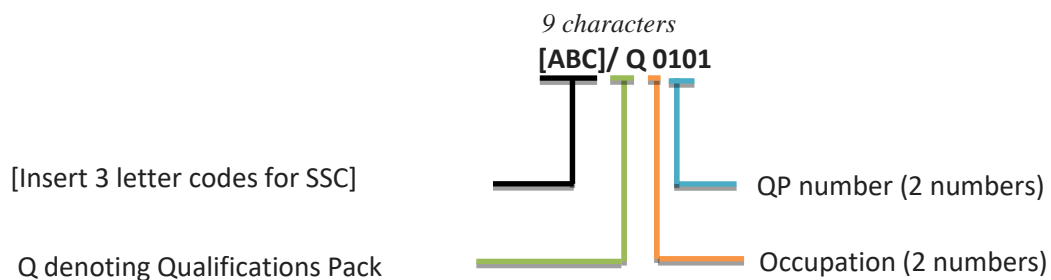 9 characters
[ABC]/ Q 0101
[Insert 3 letter codes for SSC]
QP number (2 numbers)
Q denoting Qualifications Pack
Occupation (2 numbers)